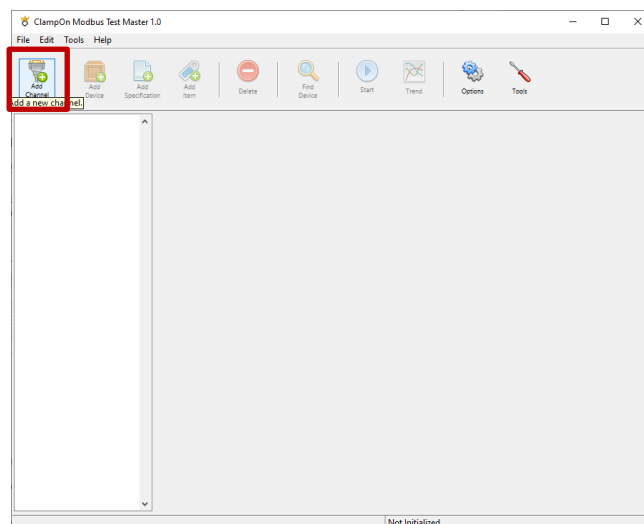 ClampOn Modbus Test Master 1.0
File Edit Tools Help
Add Channel
Add Device
Add Specification
Add Item
Delete
Find Device
Start
Trend
Options
Tools
Add a new channel.
Not Initialized